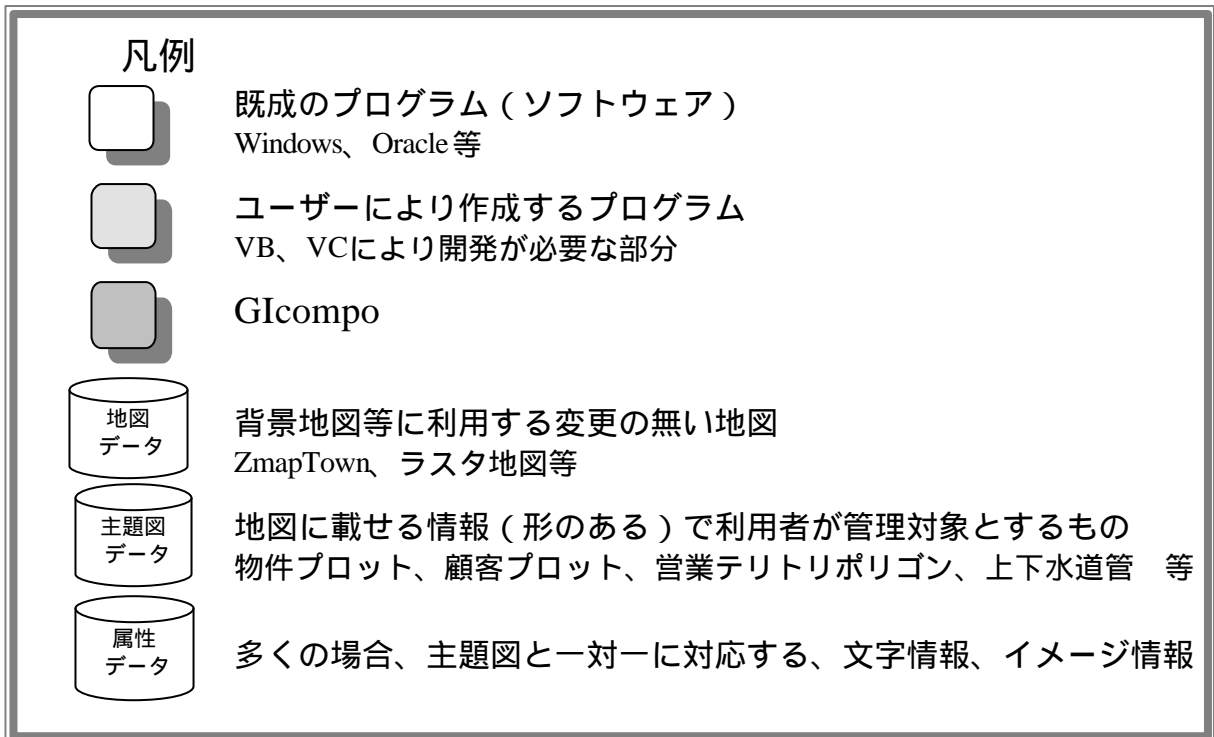 凡例
既成のプログラム（ソフトウェア）
Windows、Oracle等
ユーザーにより作成するプログラム
VB、VCにより開発が必要な部分
GIcompo
地図
データ
背景地図等に利用する変更の無い地図
ZmapTown、ラスタ地図等
主題図
データ
地図に載せる情報（形のある）で利用者が管理対象とするもの
物件プロット、顧客プロット、営業テリトリポリゴン、上下水道管　等
属性
データ
多くの場合、主題図と一対一に対応する、文字情報、イメージ情報